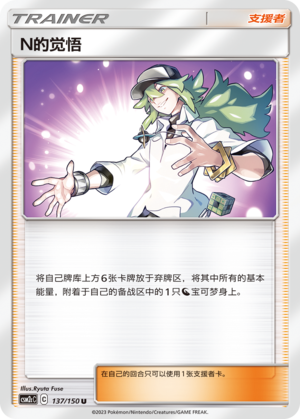 TRAINER
支援者
N的觉悟
将自己牌库上方6张卡牌放于弃牌区，将其中所有的基本
能量，附着于自己的备战区中的1只宝可梦身上。
在自己的回合只可以使用1张支援者卡。
Illus.Ryuta Fuse
CSM2c C C 137/150 U
©2023 Pokémon/Nintendo/Creatures/GAME FREAK.